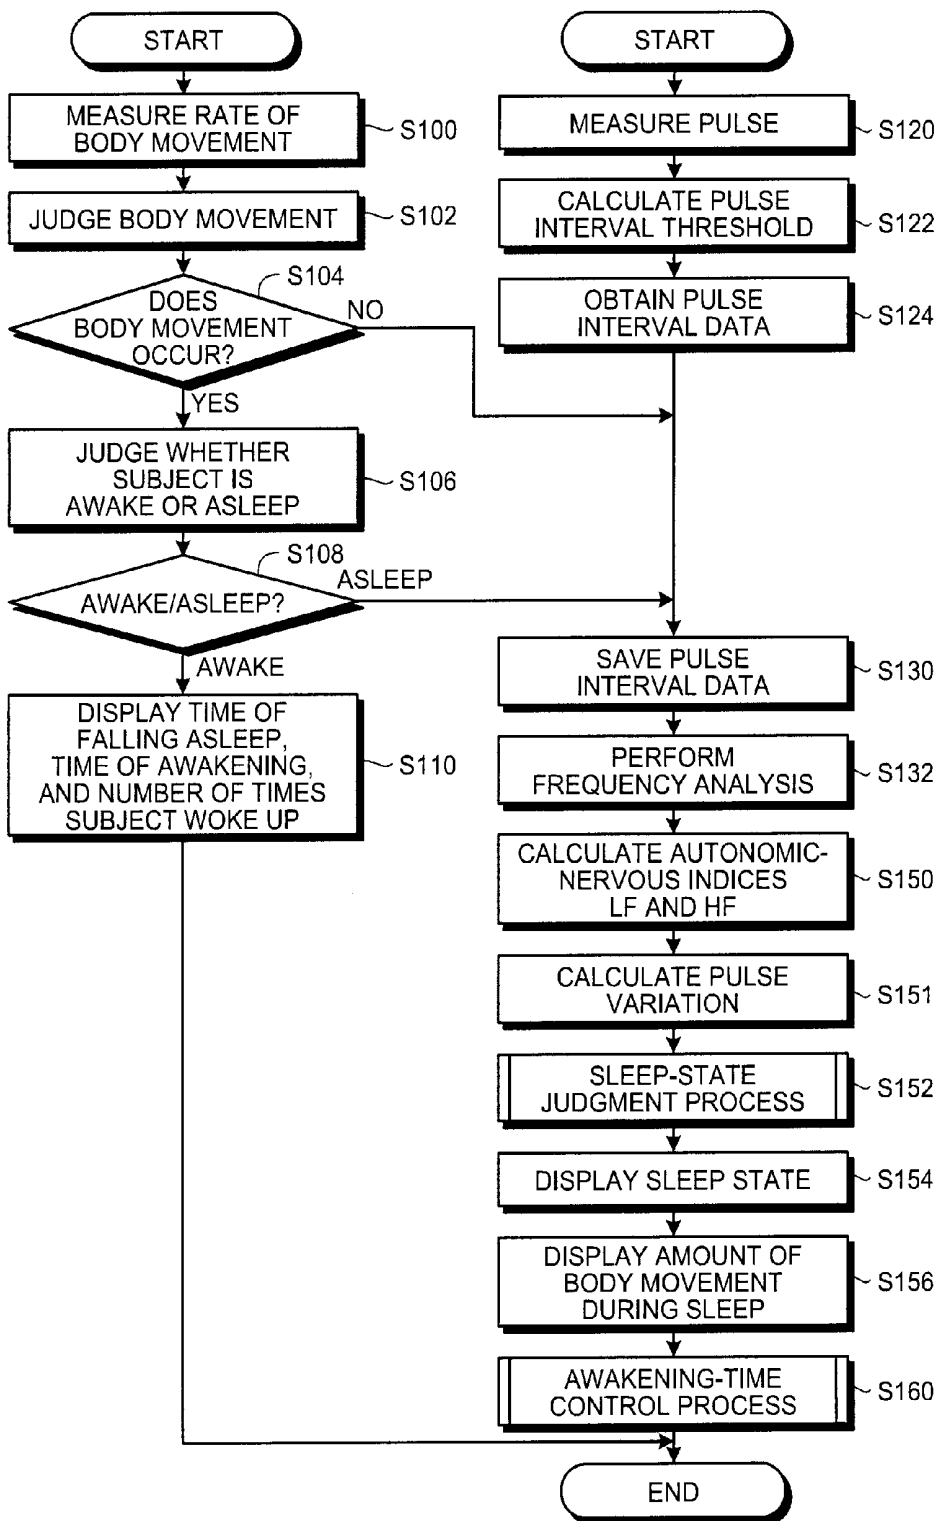 START
MEASURE RATE OF
BODY MOVEMENT
S100
JUDGE BODY MOVEMENT
S102
S104
DOES
BODY MOVEMENT
OCCUR?
NO
YES
JUDGE WHETHER
SUBJECT IS
AWAKE OR ASLEEP
S106
S108
AWAKE/ASLEEP?
ASLEEP
AWAKE
DISPLAY TIME OF
FALLING ASLEEP,
TIME OF AWAKENING,
AND NUMBER OF TIMES
SUBJECT WOKE UP
S110
START
MEASURE PULSE
S120
CALCULATE PULSE
INTERVAL THRESHOLD
S122
OBTAIN PULSE
INTERVAL DATA
S124
SAVE PULSE
INTERVAL DATA
S130
PERFORM
FREQUENCY ANALYSIS
S132
CALCULATE AUTONOMIC-
NERVOUS INDICES
LF AND HF
S150
CALCULATE PULSE
VARIATION
S151
SLEEP-STATE
JUDGMENT PROCESS
S152
DISPLAY SLEEP STATE
S154
DISPLAY AMOUNT OF
BODY MOVEMENT
DURING SLEEP
S156
AWAKENING-TIME
CONTROL PROCESS
S160
END